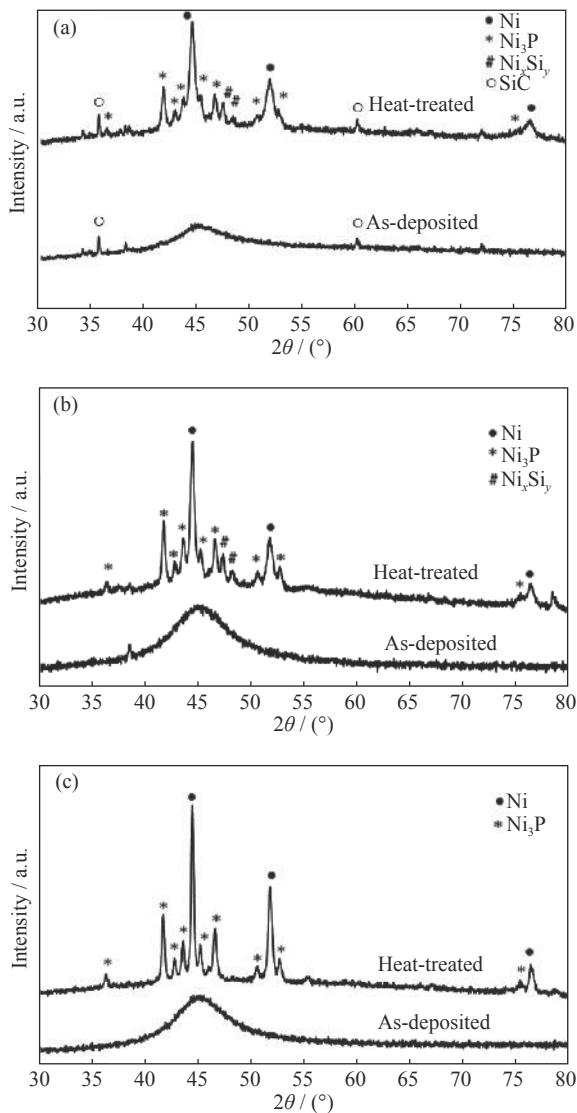 (a)
● Ni
* Ni₃P
# NiₓSiᵧ
○ SiC
Heat-treated
As-deposited
Intensity / a.u.
30 35 40 45 50 55 60 65 70 75 80
2θ / (°)
(b)
● Ni
* Ni₃P
# NiₓSiᵧ
Heat-treated
As-deposited
Intensity / a.u.
30 35 40 45 50 55 60 65 70 75 80
2θ / (°)
(c)
● Ni
* Ni₃P
Heat-treated
As-deposited
Intensity / a.u.
30 35 40 45 50 55 60 65 70 75 80
2θ / (°)